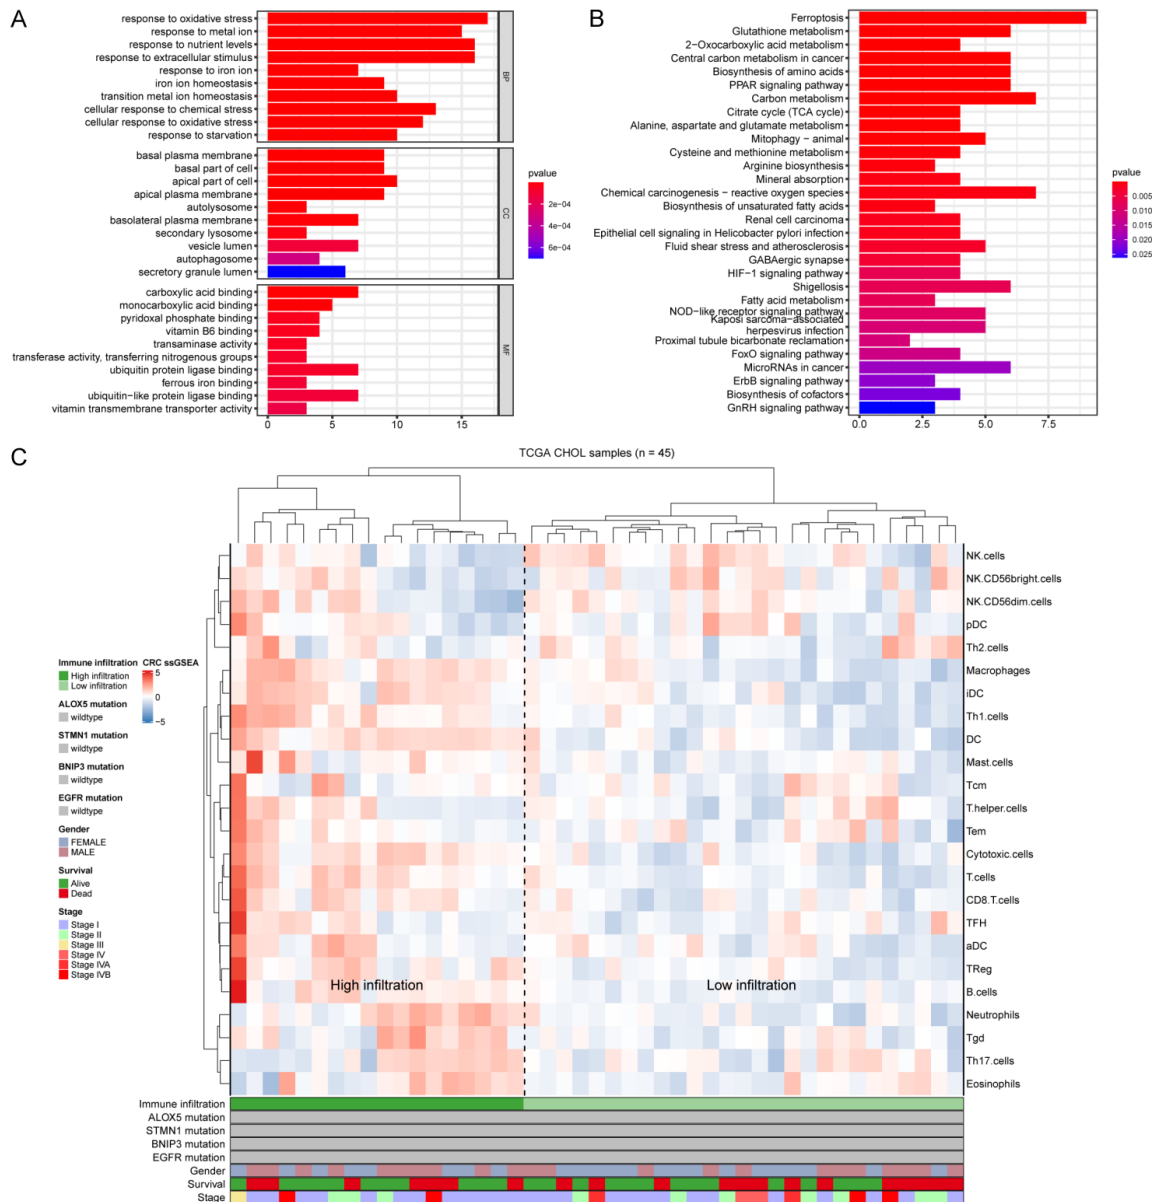 A
response to oxidative stress
response to metal ion
response to nutrient levels
response to extracellular stimulus
response to iron ion
iron ion homeostasis
transition metal ion homeostasis
cellular response to chemical stress
cellular response to oxidative stress
response to starvation
BP
basal plasma membrane
basal part of cell
apical part of cell
apical plasma membrane
autolysosome
basolateral plasma membrane
secondary lysosome
vesicle lumen
autophagosome
secretory granule lumen
CC
carboxylic acid binding
monocarboxylic acid binding
pyridoxal phosphate binding
vitamin B6 binding
transaminase activity
transferase activity, transferring nitrogenous groups
ubiquitin protein ligase binding
ferrous iron binding
ubiquitin-like protein ligase binding
vitamin transmembrane transporter activity
MF
0 5 10 15
pvalue
2e-04
4e-04
6e-04
B
Ferroptosis
Glutathione metabolism
2-Oxocarboxylic acid metabolism
Central carbon metabolism in cancer
Biosynthesis of amino acids
PPAR signaling pathway
Carbon metabolism
Citrate cycle (TCA cycle)
Alanine, aspartate and glutamate metabolism
Mitophagy - animal
Cysteine and methionine metabolism
Arginine biosynthesis
Mineral absorption
Chemical carcinogenesis - reactive oxygen species
Biosynthesis of unsaturated fatty acids
Renal cell carcinoma
Epithelial cell signaling in Helicobacter pylori infection
Fluid shear stress and atherosclerosis
GABAergic synapse
HIF-1 signaling pathway
Shigellosis
Fatty acid metabolism
NOD-like receptor signaling pathway
Kaposi sarcoma-associated
herpesvirus infection
Proximal tubule bicarbonate reclamation
FoxO signaling pathway
MicroRNAs in cancer
ErbB signaling pathway
Biosynthesis of cofactors
GnRH signaling pathway
0.0 2.5 5.0 7.5
pvalue
0.005
0.010
0.015
0.020
0.025
C
TCGA CHOL samples (n = 45)
Immune infiltration
High infiltration
Low infiltration
ALOX5 mutation
wildtype
STMN1 mutation
wildtype
BNIP3 mutation
wildtype
EGFR mutation
wildtype
Gender
FEMALE
MALE
Survival
Alive
Dead
Stage
Stage I
Stage II
Stage III
Stage IV
Stage IVA
Stage IVB
CRC ssGSEA
5
0
-5
NK.cells
NK.CD56bright.cells
NK.CD56dim.cells
pDC
Th2.cells
Macrophages
iDC
Th1.cells
DC
Mast.cells
Tcm
T.helper.cells
Tem
Cytotoxic.cells
T.cells
CD8.T.cells
TFH
aDC
TReg
B.cells
Neutrophils
Tgd
Th17.cells
Eosinophils
High infiltration
Low infiltration
Immune infiltration
ALOX5 mutation
STMN1 mutation
BNIP3 mutation
EGFR mutation
Gender
Survival
Stage